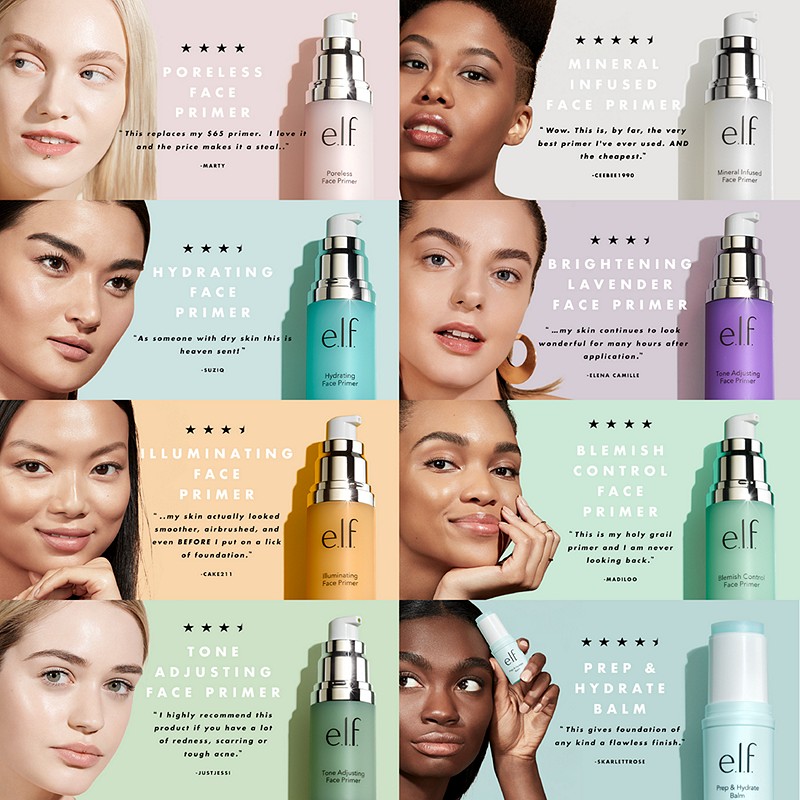 ★★★★
PORELESS
FACE
PRIMER
"This replaces my $65 primer. I love it
and the price makes it a steal.."
-MARTY
e.l.f.
Poreless
Face Primer
MINERAL
INFUSED
FACE PRIMER
"Wow. This is, by far, the very
best primer I've ever used. AND
the cheapest."
-CEEBEE1990
e.l.f.
Mineral Infused
Face Primer
HYDRATING
FACE
PRIMER
"As someone with dry skin this is
heaven sent!"
-SUZIQ
e.l.f.
Hydrating
Face Primer
BRIGHTENING
LAVENDER
FACE PRIMER
"...my skin continues to look
wonderful for many hours after
application."
-ELENA CAMILLE
e.l.f.
Tone Adjusting
Face Primer
ILLUMINATING
FACE
PRIMER
"..my skin actually looked
smoother, airbrushed, and
even BEFORE I put on a lick
of foundation."
-CAKE211
e.l.f.
Illuminating
Face Primer
BLEMISH
CONTROL
FACE
PRIMER
"This is my holy grail
primer and I am never
looking back."
-MADILOO
e.l.f.
Blemish Control
Face Primer
TONE
ADJUSTING
FACE PRIMER
"I highly recommend this
product if you have a lot
of redness, scarring or
tough acne."
-JUSTJESSI
e.l.f.
Tone Adjusting
Face Primer
e.l.f.
PREP &
HYDRATE
BALM
"This gives foundation of
any kind a flawless finish."
-SKARLETTROSE
e.l.f.
Prep & Hydrate
Balm